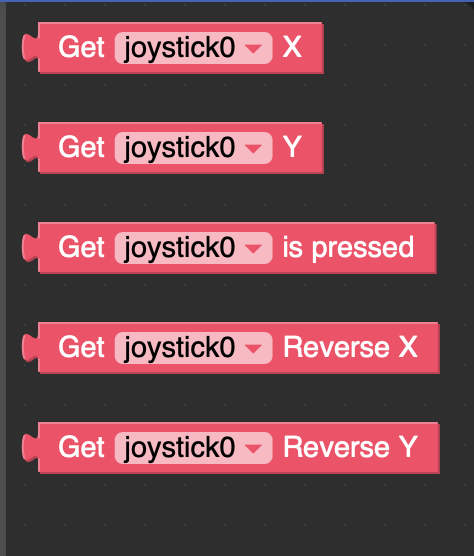 Get joystick0 X
Get joystick0 Y
Get joystick0 is pressed
Get joystick0 Reverse X
Get joystick0 Reverse Y